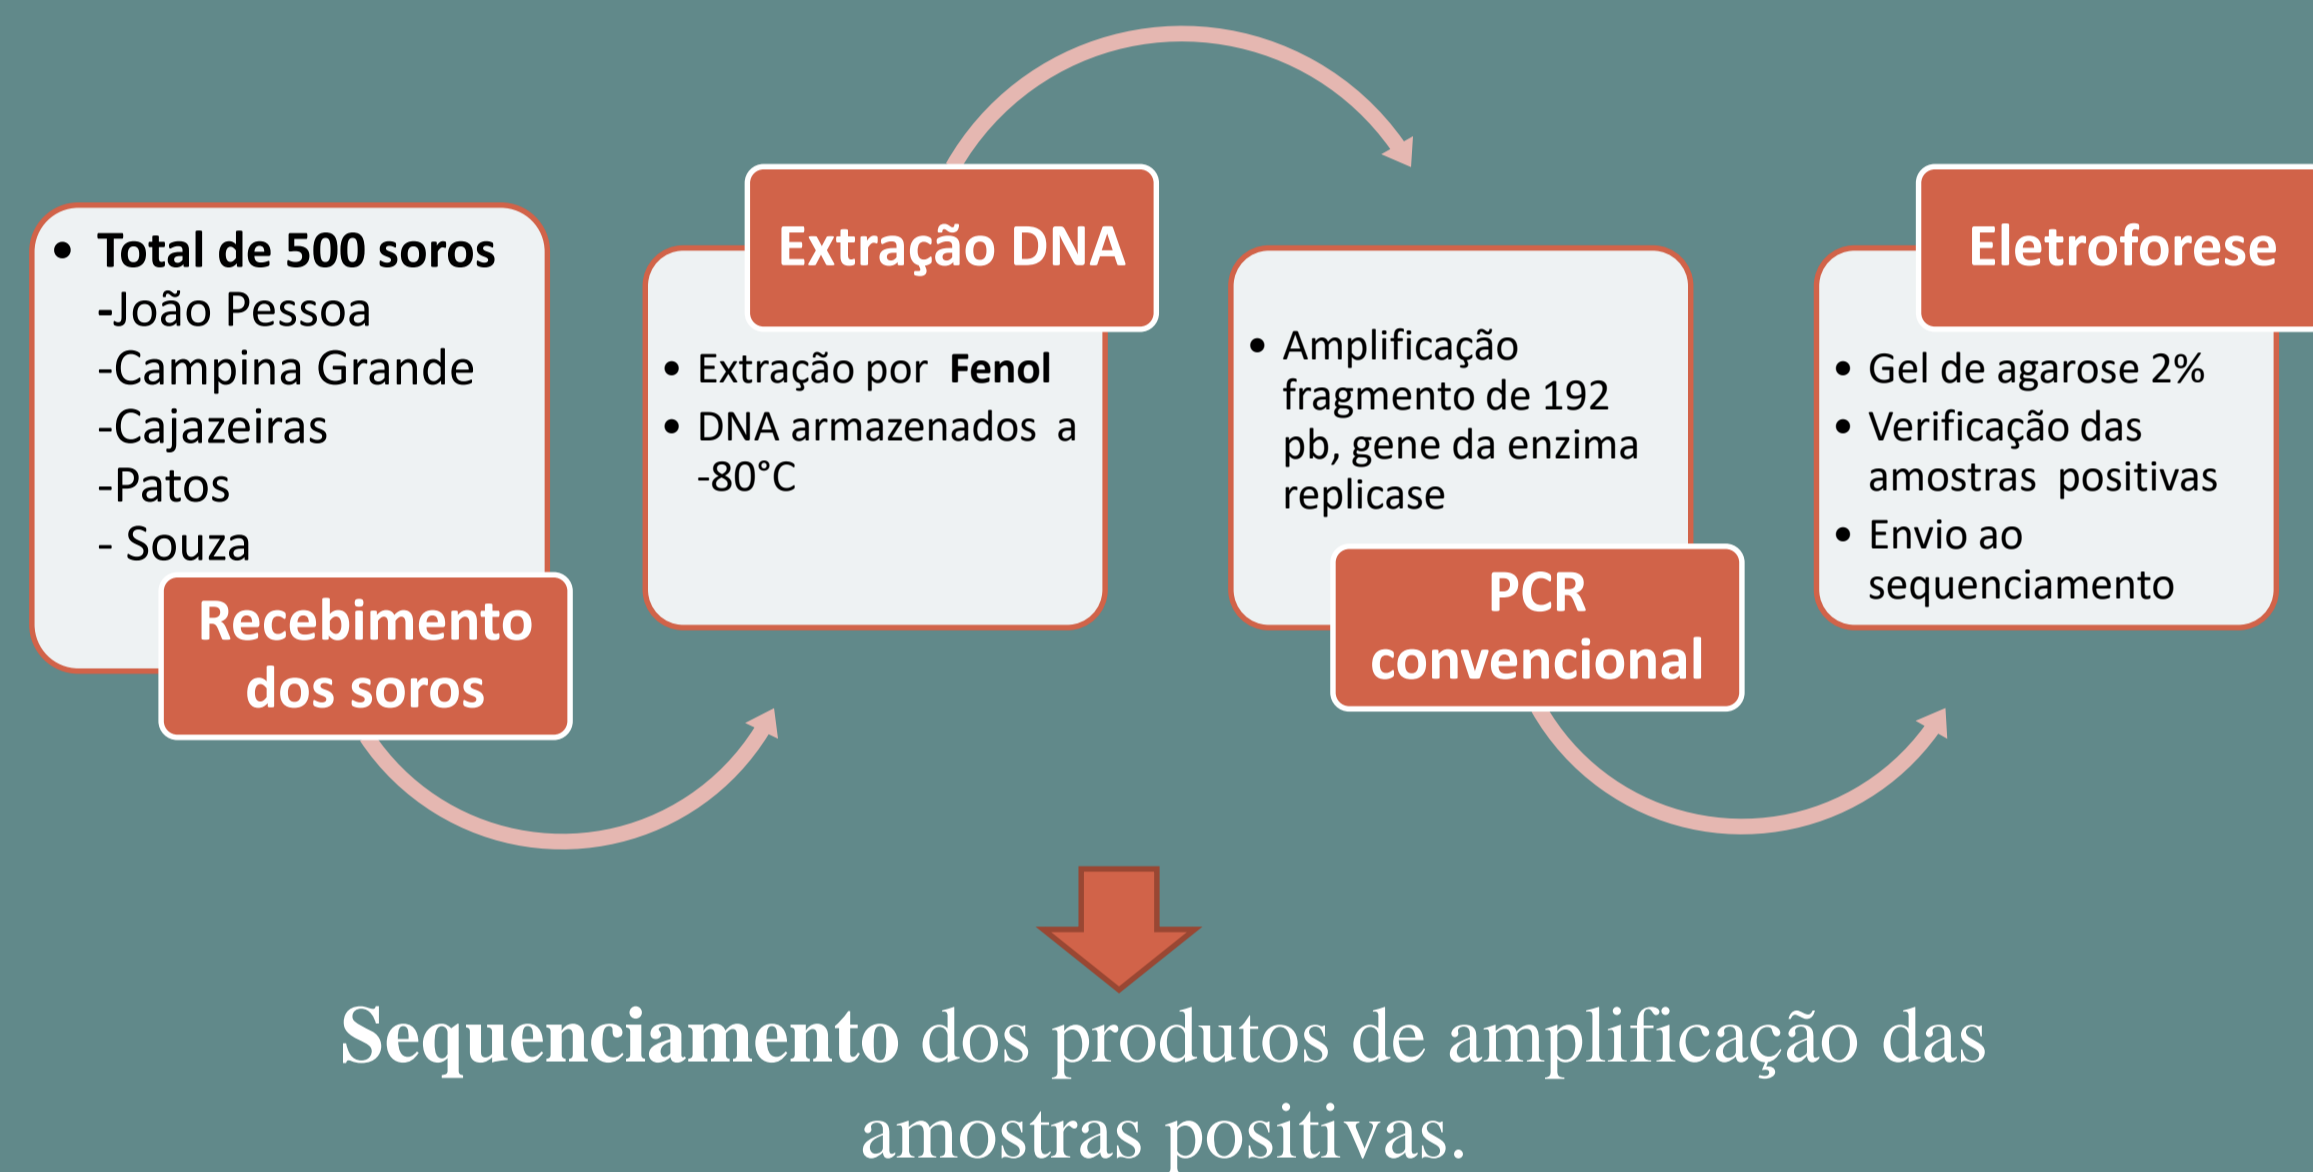 • Total de 500 soros
-João Pessoa
-Campina Grande
-Cajazeiras
-Patos
- Souza
Recebimento
dos soros
Extração DNA
• Extração por Fenol
• DNA armazenados a
-80°C
• Amplificação
fragmento de 192
pb, gene da enzima
replicase
PCR
convencional
Eletroforese
• Gel de agarose 2%
• Verificação das
amostras positivas
• Envio ao
sequenciamento
Sequenciamento dos produtos de amplificação das
amostras positivas.